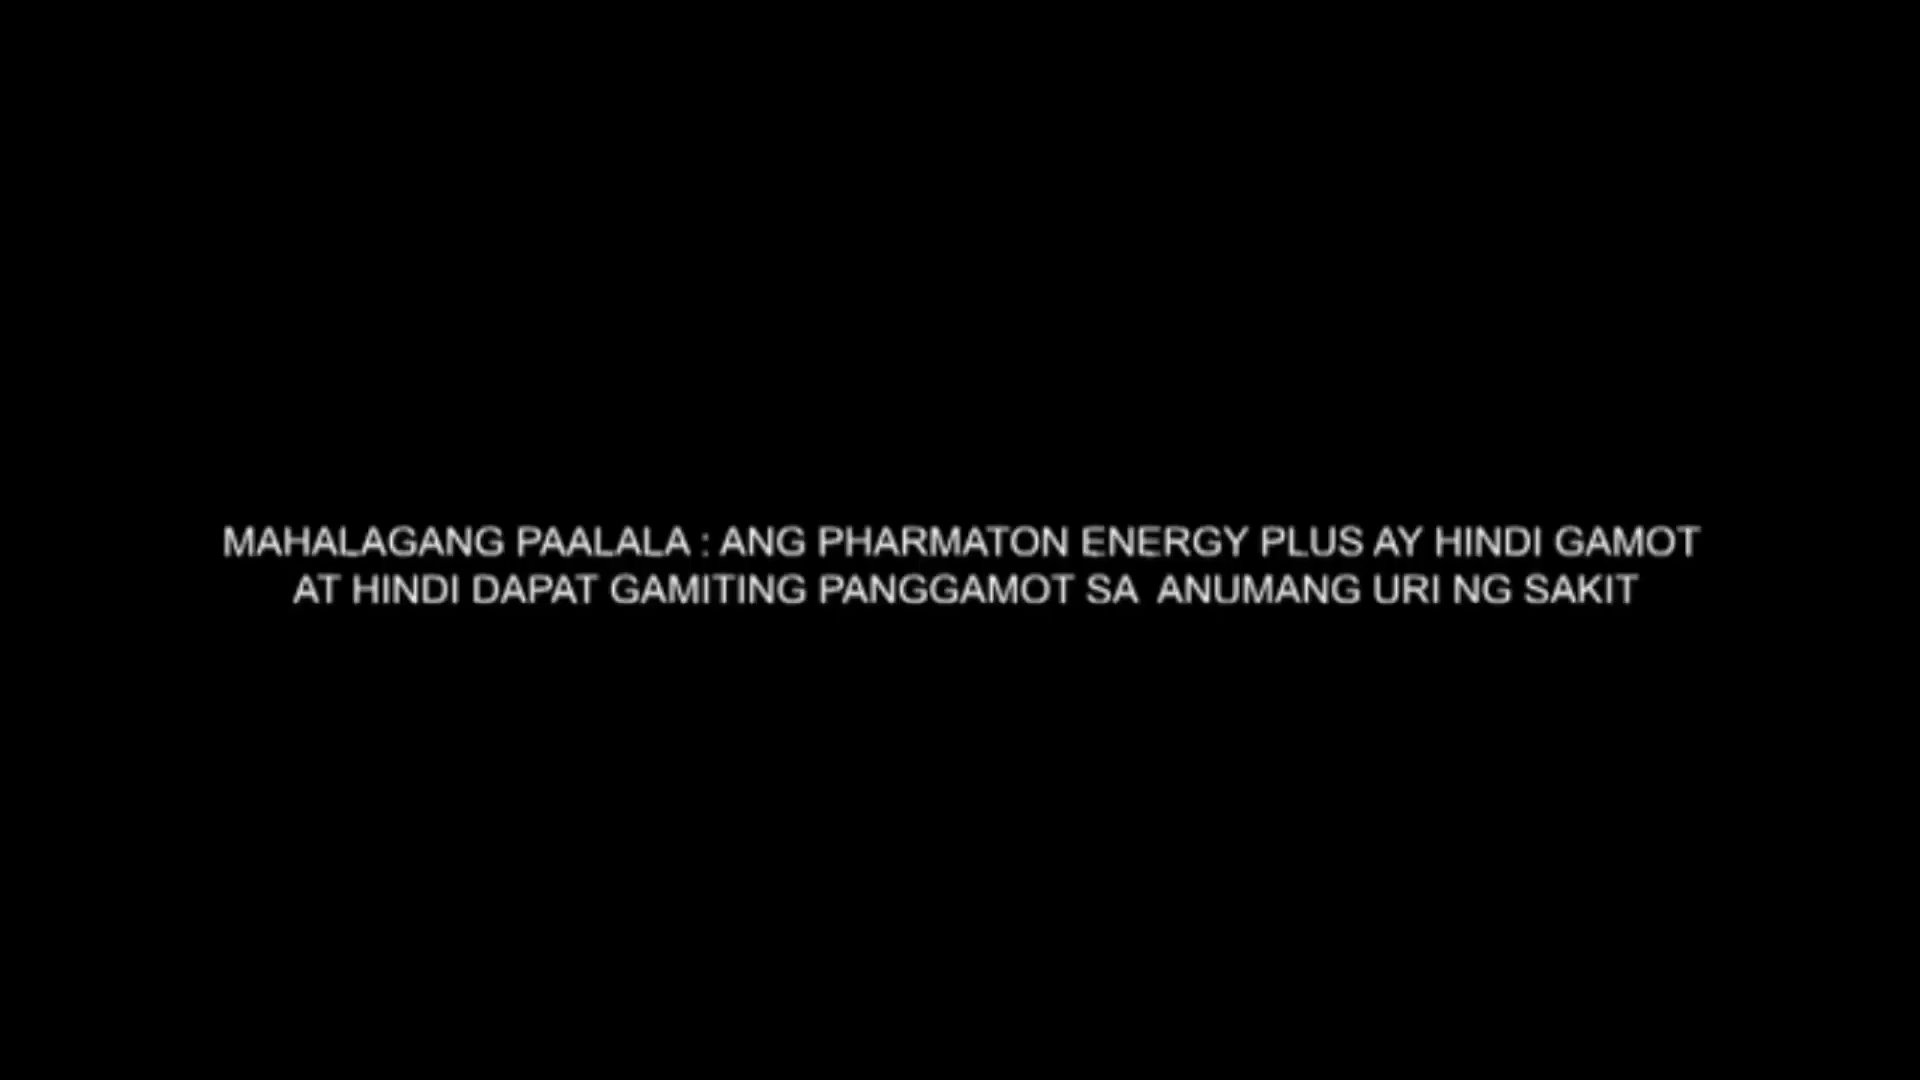 MAHALAGANG PAALALA : ANG PHARMATON ENERGY PLUS AY HINDI GAMOT
AT HINDI DAPAT GAMITING PANGGAMOT SA ANUMANG URI NG SAKIT